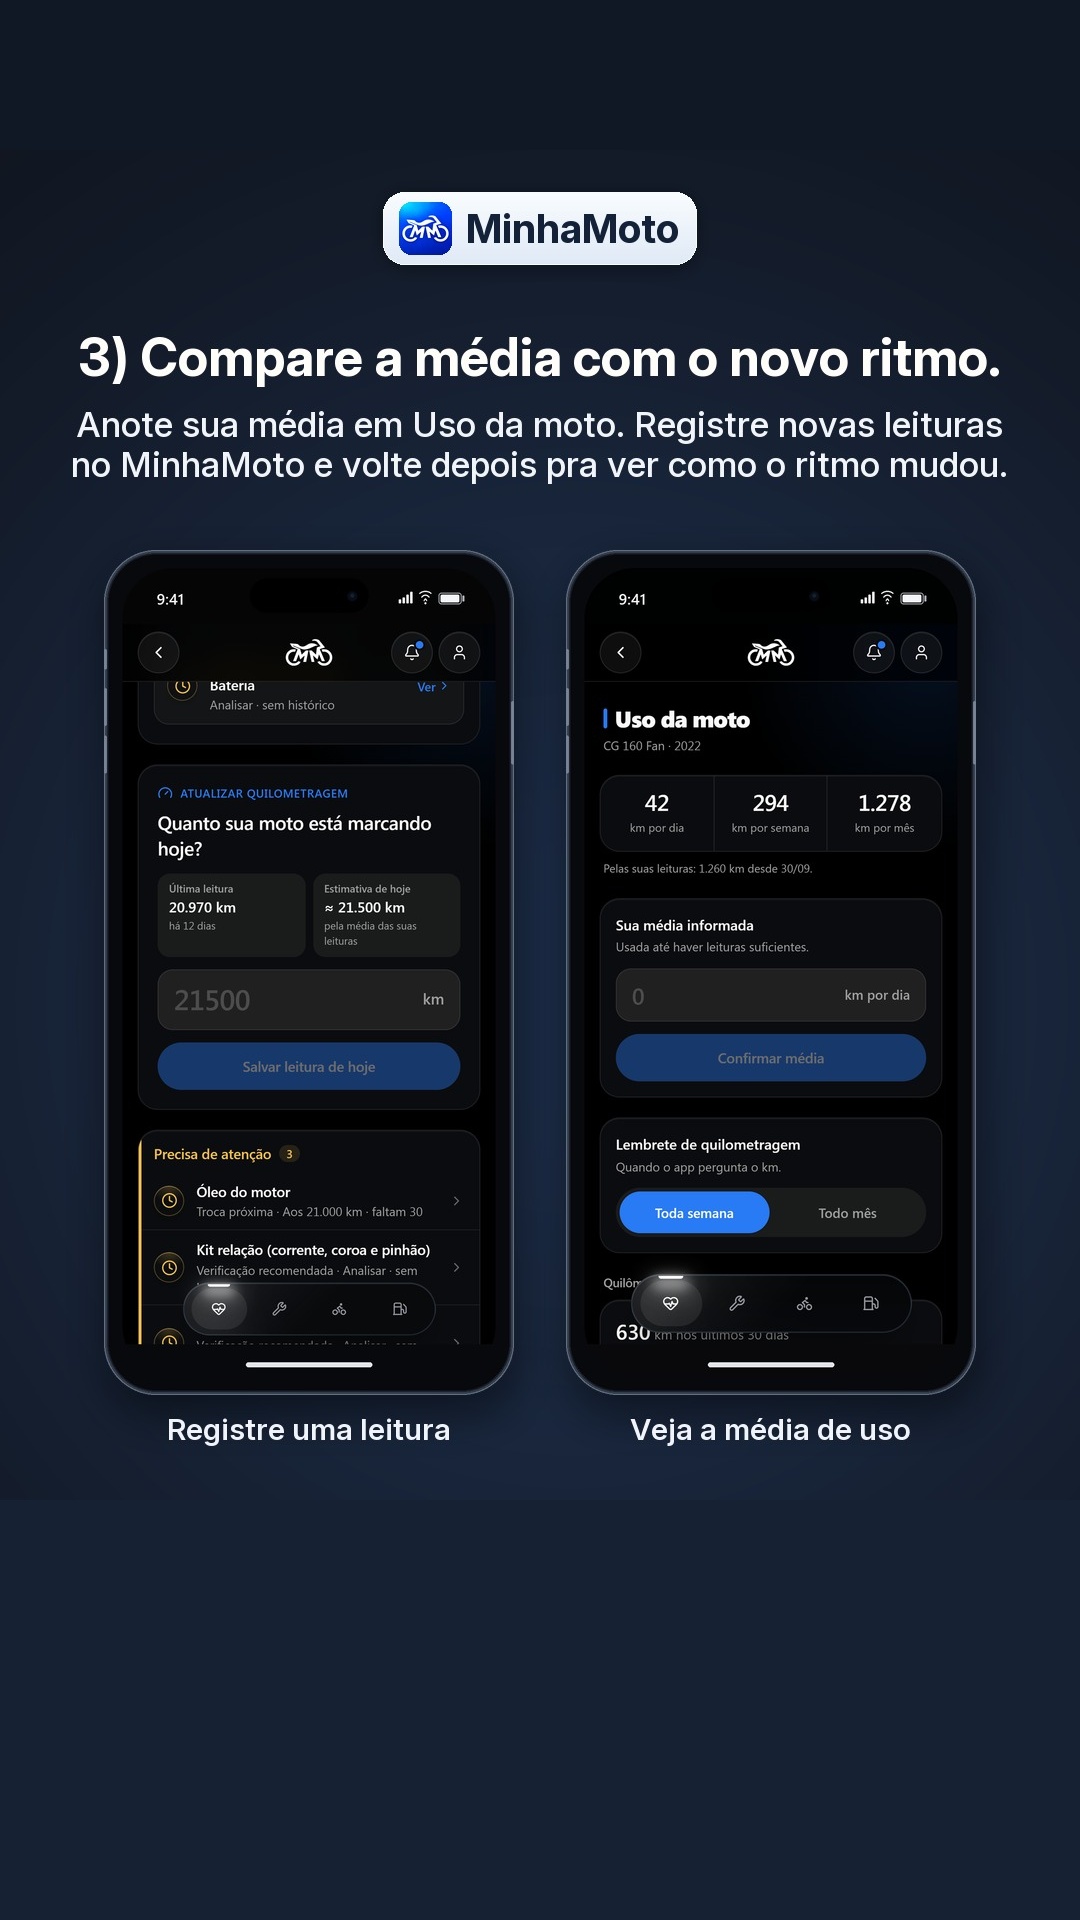 MinhaMoto
3) Compare a média com o novo ritmo.
Anote sua média em Uso da moto. Registre novas leituras
no MinhaMoto e volte depois pra ver como o ritmo mudou.
9:41
MM
Bateria
Ver
Analisar · sem histórico
ATUALIZAR QUILOMETRAGEM
Quanto sua moto está marcando
hoje?
Última leitura
20.970 km
há 12 dias
Estimativa de hoje
≈ 21.500 km
pela média das suas
leituras
21500
km
Salvar leitura de hoje
Precisa de atenção 3
Óleo do motor
Troca próxima · Aos 21.000 km · faltam 30
Kit relação (corrente, coroa e pinhão)
Verificação recomendada · Analisar · sem
Verificação recomendada · Analisar · sem
Registre uma leitura
9:41
MM
Uso da moto
CG 160 Fan · 2022
42
km por dia
294
km por semana
1.278
km por mês
Pelas suas leituras: 1.260 km desde 30/09.
Sua média informada
Usada até haver leituras suficientes.
0
km por dia
Confirmar média
Lembrete de quilometragem
Quando o app pergunta o km.
Toda semana
Todo mês
630 km nos últimos 30 dias
Veja a média de uso